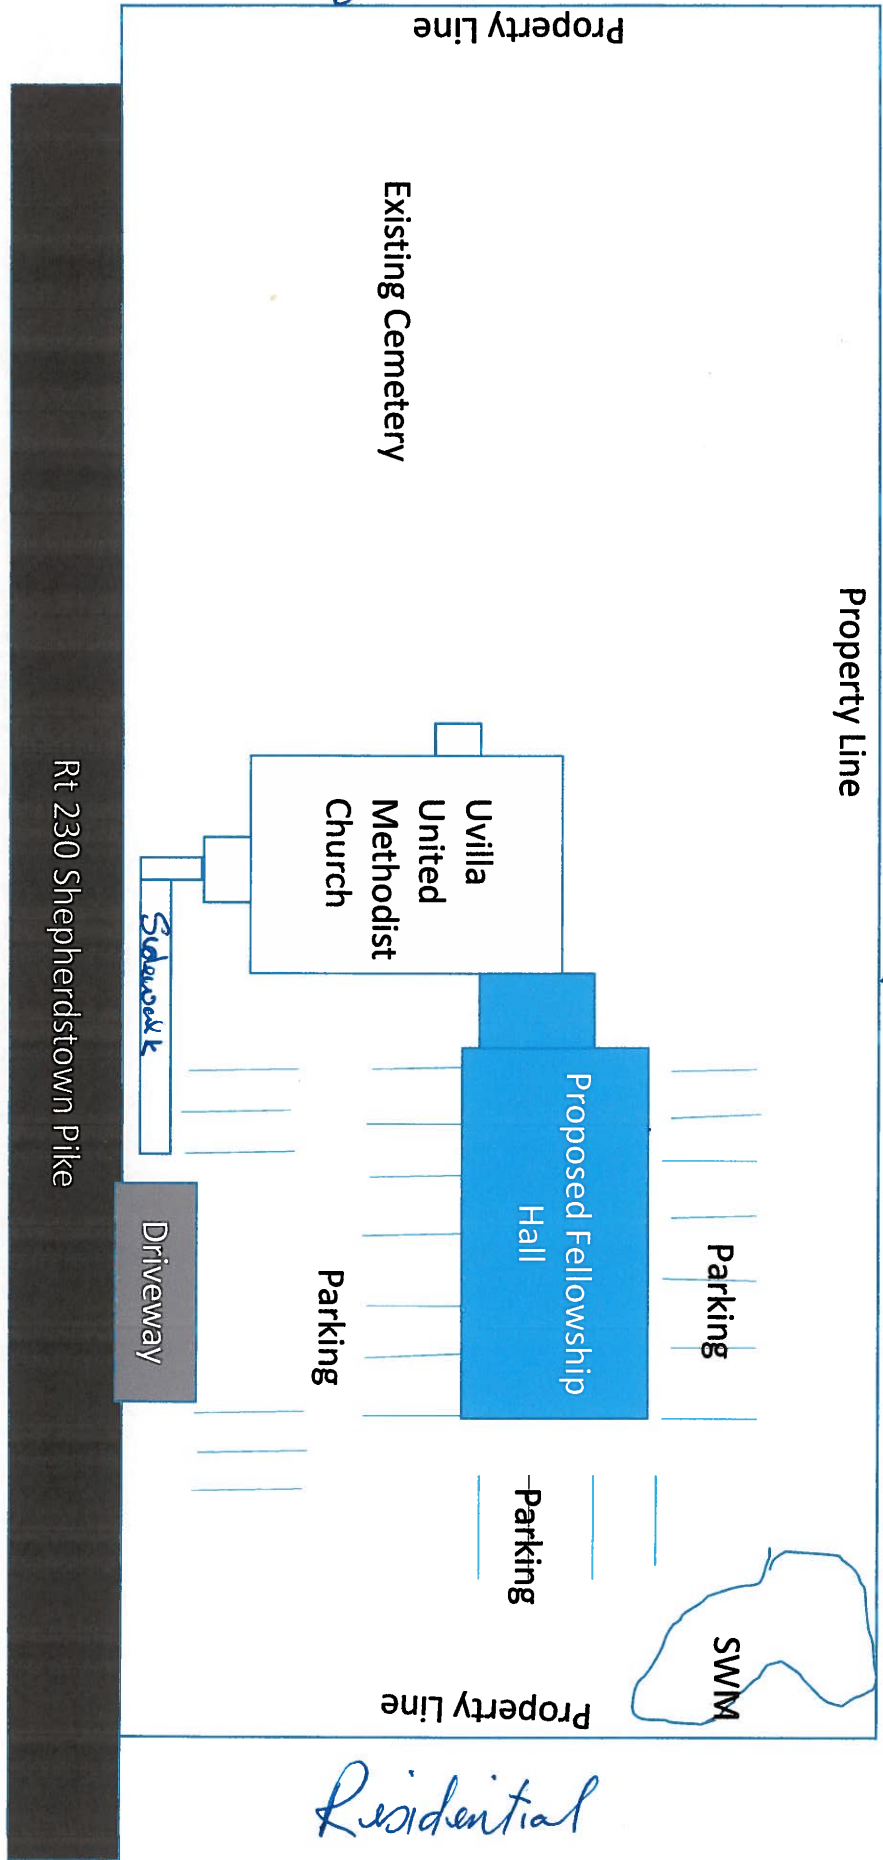 Property Line
Existing Cemetery
Property Line
Uvilla
United
Methodist
Church
Proposed Fellowship
Hall
Parking
Parking
Parking
Sidewalk
Driveway
Rt 230 Shepherdstown Pike
SWM
Property Line
Residential